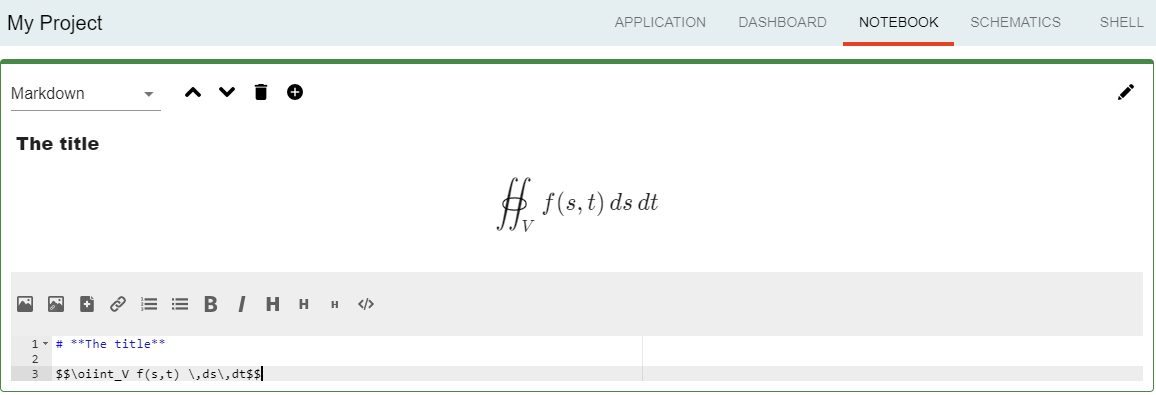 My Project
APPLICATION DASHBOARD NOTEBOOK SCHEMATICS SHELL
Markdown
The title
∯_V f(s, t) ds dt
B I H H H </>
1 # **The title**
2
3 $$\oiint_V f(s,t) \,ds\,dt$$